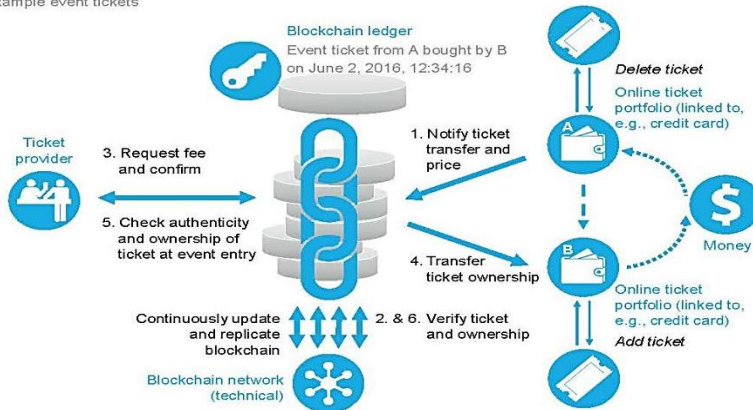 example event tickets
Blockchain ledger
Event ticket from A bought by B
on June 2, 2016, 12:34:16
Ticket
provider
3. Request fee
and confirm
5. Check authenticity
and ownership of
ticket at event entry
1. Notify ticket
transfer and
price
4. Transfer
ticket ownership
Continuously update
and replicate
blockchain
2. & 6. Verify ticket
and ownership
Blockchain network
(technical)
Delete ticket
Online ticket
portfolio (linked to,
e.g., credit card)
A
$
Money
B
Online ticket
portfolio (linked to,
e.g., credit card)
Add ticket